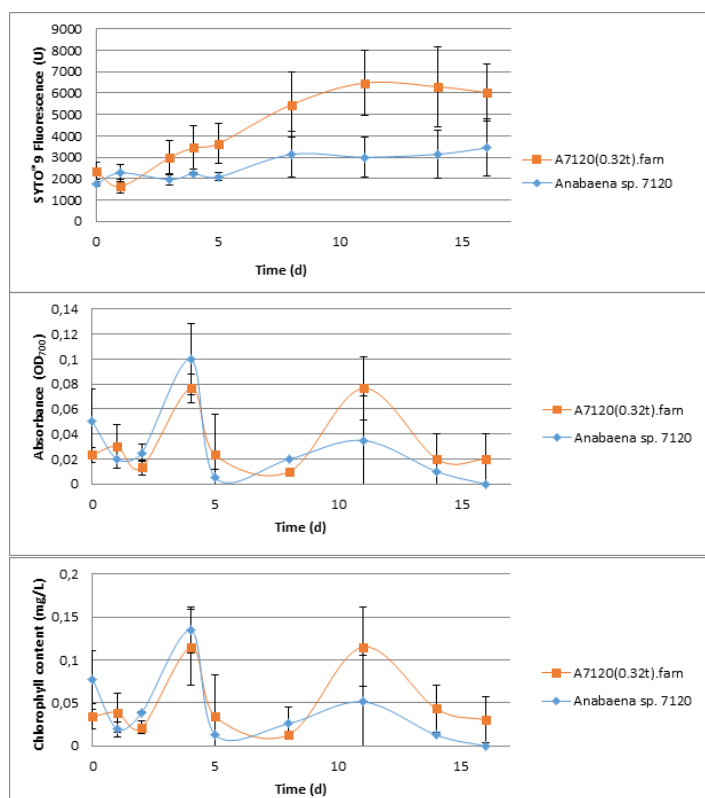 9000
8000
7000
6000
5000
4000
3000
2000
1000
0
SYTO®9 Fluorescence (U)
0 5 10 15
Time (d)
A7120(0.32t).farn
Anabaena sp. 7120
0,14
0,12
0,1
0,08
0,06
0,04
0,02
0
Absorbance (OD700)
0 5 10 15
Time (d)
A7120(0.32t).farn
Anabaena sp. 7120
0,2
0,15
0,1
0,05
0
Chlorophyll content (mg/L)
0 5 10 15
Time (d)
A7120(0.32t).farn
Anabaena sp. 7120